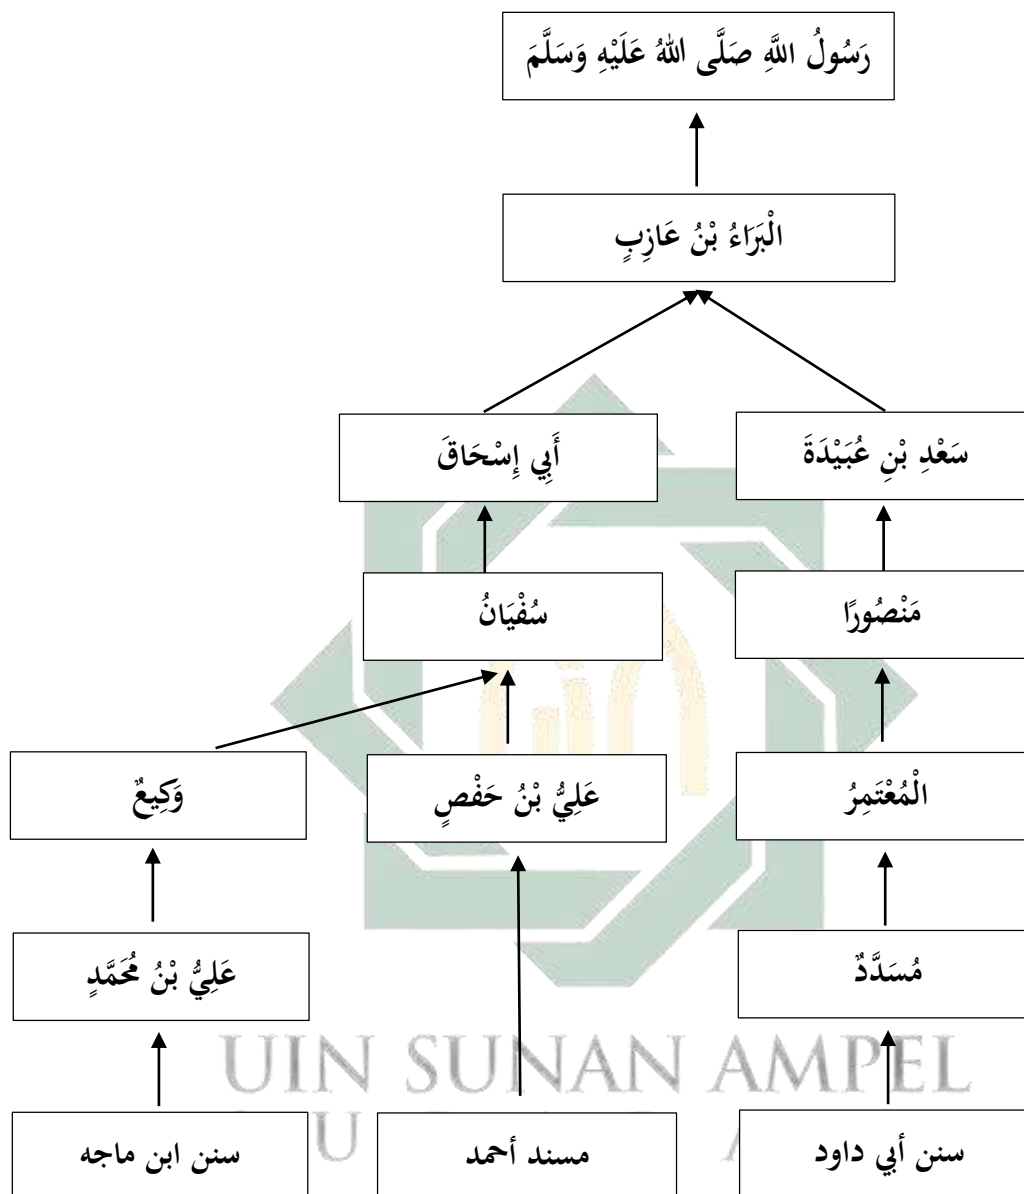 رَسُولُ اللَّهِ صَلَّى اللهُ عَلَيْهِ وَسَلَّمَ
الْبَرَاءُ بْنُ عَازِبٍ
سَعْدِ بْنِ عُبَيْدَةَ
أَبِي إِسْحَاقَ
مَنْصُورًا
سُفْيَانُ
الْمُعْتَمِرُ
عَلِيُّ بْنُ حَفْصٍ
وَكِيعٌ
مُسَدَّدٌ
عَلِيُّ بْنُ مُحَمَّدٍ
UIN SUNAN AMPEL
سنن أبي داود
مسند أحمد
سنن ابن ماجه